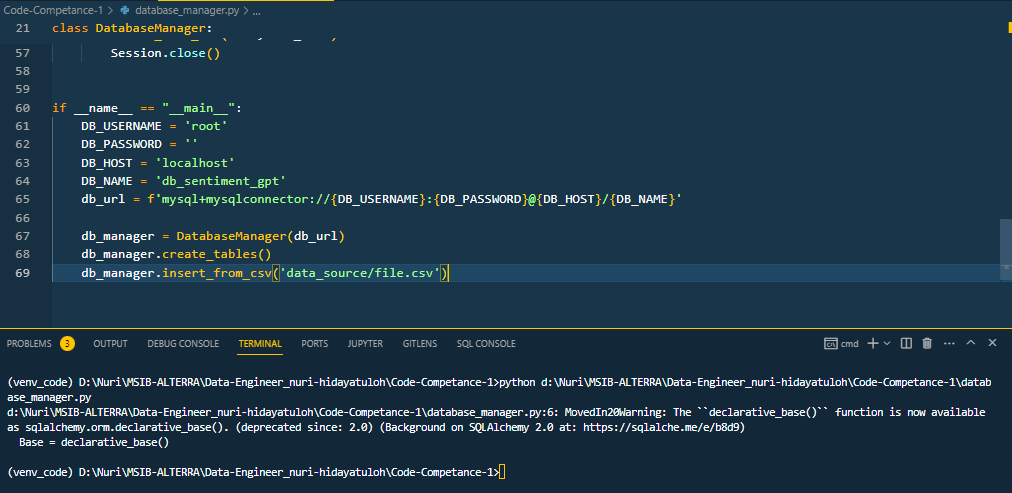 Code-Competance-1 > database_manager.py > ...
21 class DatabaseManager:
57 Session.close()
58
59
60 if __name__ == "__main__":
61 DB_USERNAME = 'root'
62 DB_PASSWORD = ''
63 DB_HOST = 'localhost'
64 DB_NAME = 'db_sentiment_gpt'
65 db_url = f'mysql+mysqlconnector://{DB_USERNAME}:{DB_PASSWORD}@{DB_HOST}/{DB_NAME}'
66
67 db_manager = DatabaseManager(db_url)
68 db_manager.create_tables()
69 db_manager.insert_from_csv('data_source/file.csv')
PROBLEMS 3 OUTPUT DEBUG CONSOLE TERMINAL PORTS JUPYTER GITLENS SQL CONSOLE cmd
(venv_code) D:\Nuri\MSIB-ALTERRA\Data-Engineer_nuri-hidayatuloh\Code-Competance-1>python d:\Nuri\MSIB-ALTERRA\Data-Engineer_nuri-hidayatuloh\Code-Competance-1\datab
ase_manager.py
d:\Nuri\MSIB-ALTERRA\Data-Engineer_nuri-hidayatuloh\Code-Competance-1\database_manager.py:6: MovedIn20Warning: The ``declarative_base()`` function is now available
as sqlalchemy.orm.declarative_base(). (deprecated since: 2.0) (Background on SQLAlchemy 2.0 at: https://sqlalche.me/e/b8d9)
Base = declarative_base()
(venv_code) D:\Nuri\MSIB-ALTERRA\Data-Engineer_nuri-hidayatuloh\Code-Competance-1>